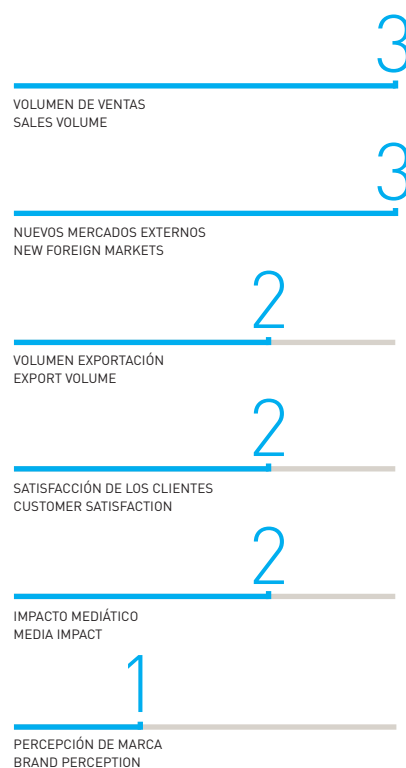 3
VOLUMEN DE VENTAS
SALES VOLUME
3
NUEVOS MERCADOS EXTERNOS
NEW FOREIGN MARKETS
2
VOLUMEN EXPORTACIÓN
EXPORT VOLUME
2
SATISFACCIÓN DE LOS CLIENTES
CUSTOMER SATISFACTION
2
IMPACTO MEDIÁTICO
MEDIA IMPACT
1
PERCEPCIÓN DE MARCA
BRAND PERCEPTION